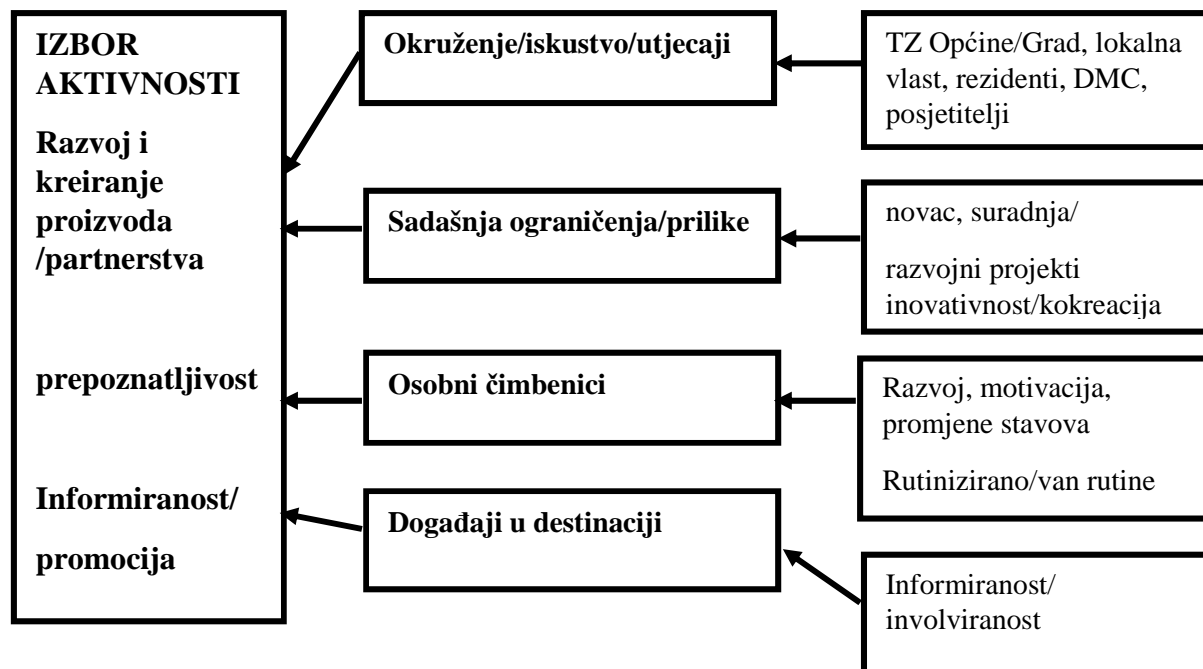 IZBOR
AKTIVNOSTI
Razvoj i
kreiranje
proizvoda
/partnerstva
prepoznatljivost
Informiranost/
promocija
Okruženje/iskustvo/utjecaji
Sadašnja ograničenja/prilike
Osobni čimbenici
Događaji u destinaciji
TZ Općine/Grad, lokalna
vlast, rezidenti, DMC,
posjetitelji
novac, suradnja/
razvojni projekti
inovativnost/kokreacija
Razvoj, motivacija,
promjene stavova
Rutinizirano/van rutine
Informiranost/
involviranost